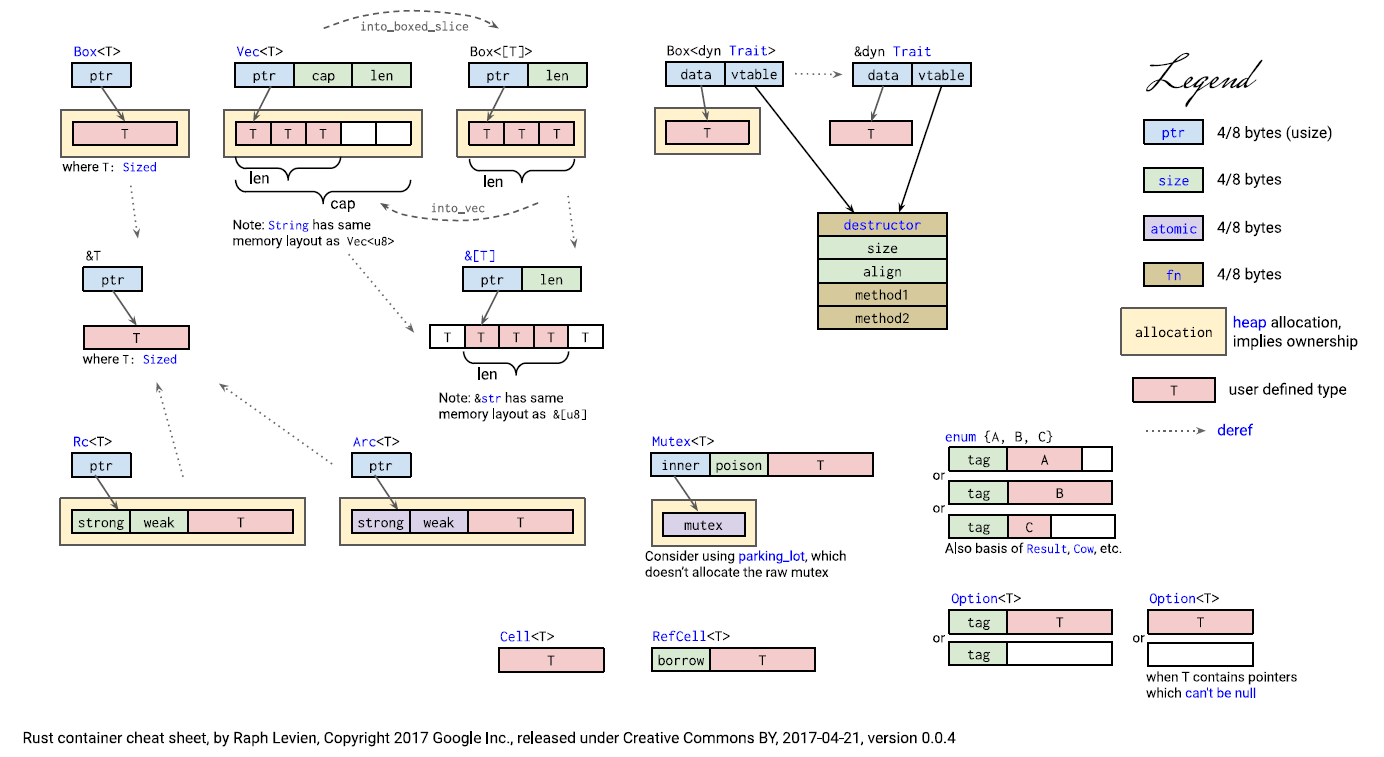 into_boxed_slice
Box<T>
ptr
T
where T: Sized
Vec<T>
ptr cap len
T T T
len
cap
Note: String has same
memory layout as Vec<u8>
Box<[T]>
ptr len
T T T
len
into_vec
Box<dyn Trait>
data vtable
T
&dyn Trait
data vtable
T
destructor
size
align
method1
method2
&T
ptr
T
where T: Sized
&[T]
ptr len
T T T T T
len
Note: &str has same
memory layout as &[u8]
Rc<T>
ptr
strong weak T
Arc<T>
ptr
strong weak T
Mutex<T>
inner poison T
mutex
Consider using parking_lot, which
doesn't allocate the raw mutex
enum {A, B, C}
tag A
or
tag B
or
tag C
Also basis of Result, Cow, etc.
Cell<T>
T
RefCell<T>
borrow T
Option<T>
tag T
or
tag
Option<T>
T
or
when T contains pointers
which can't be null
Legend
ptr 4/8 bytes (usize)
size 4/8 bytes
atomic 4/8 bytes
fn 4/8 bytes
allocation
heap allocation,
implies ownership
T user defined type
deref
Rust container cheat sheet, by Raph Levien, Copyright 2017 Google Inc., released under Creative Commons BY, 2017-04-21, version 0.0.4